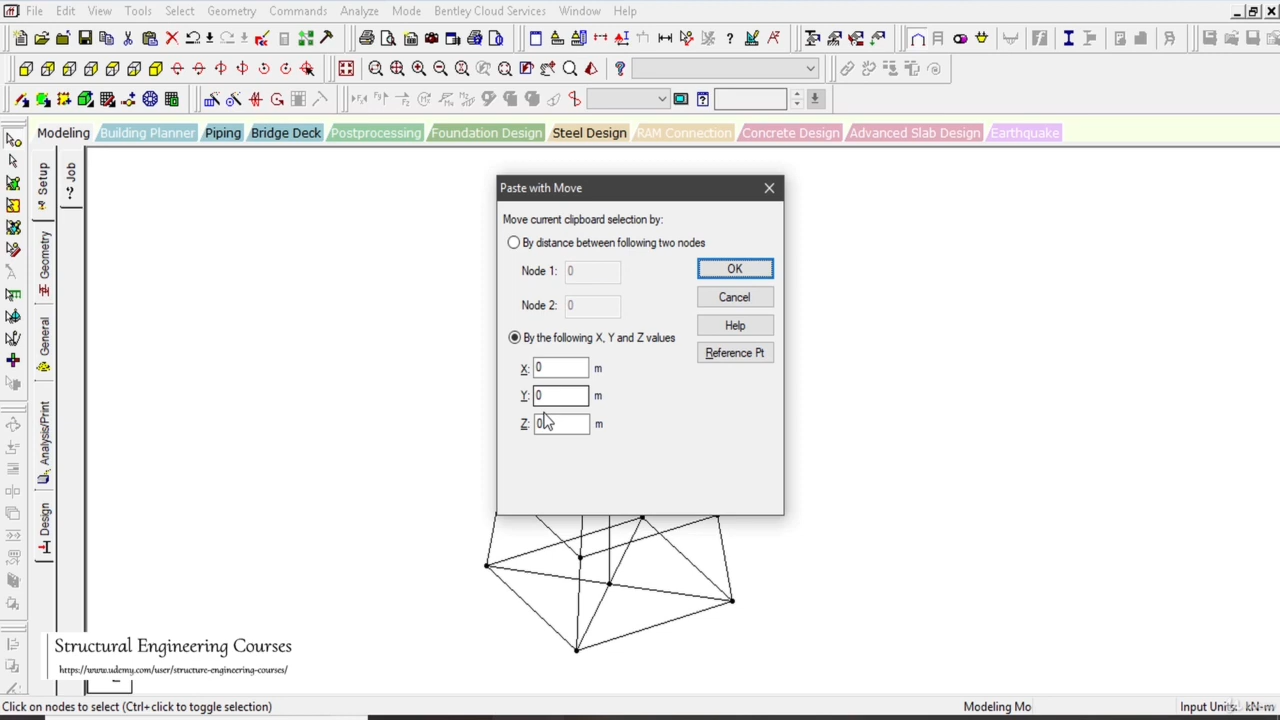 File Edit View Tools Select Geometry Commands Analyze Mode Bentley Cloud Services Window Help
Modeling Building Planner Piping Bridge Deck Postprocessing Foundation Design Steel Design RAM Connection Concrete Design Advanced Slab Design Earthquake
Setup
Job
Geometry
General
Analysis/Print
Design
Paste with Move
Move current clipboard selection by:
By distance between following two nodes
Node 1: 0
OK
Node 2: 0
Cancel
Help
By the following X, Y and Z values
Reference Pt
X: 0 m
Y: 0 m
Z: 0 m
Structural Engineering Courses
https://www.udemy.com/user/structure-engineering-courses/
Click on nodes to select (Ctrl+click to toggle selection) Modeling Mo Input Units: kN-m